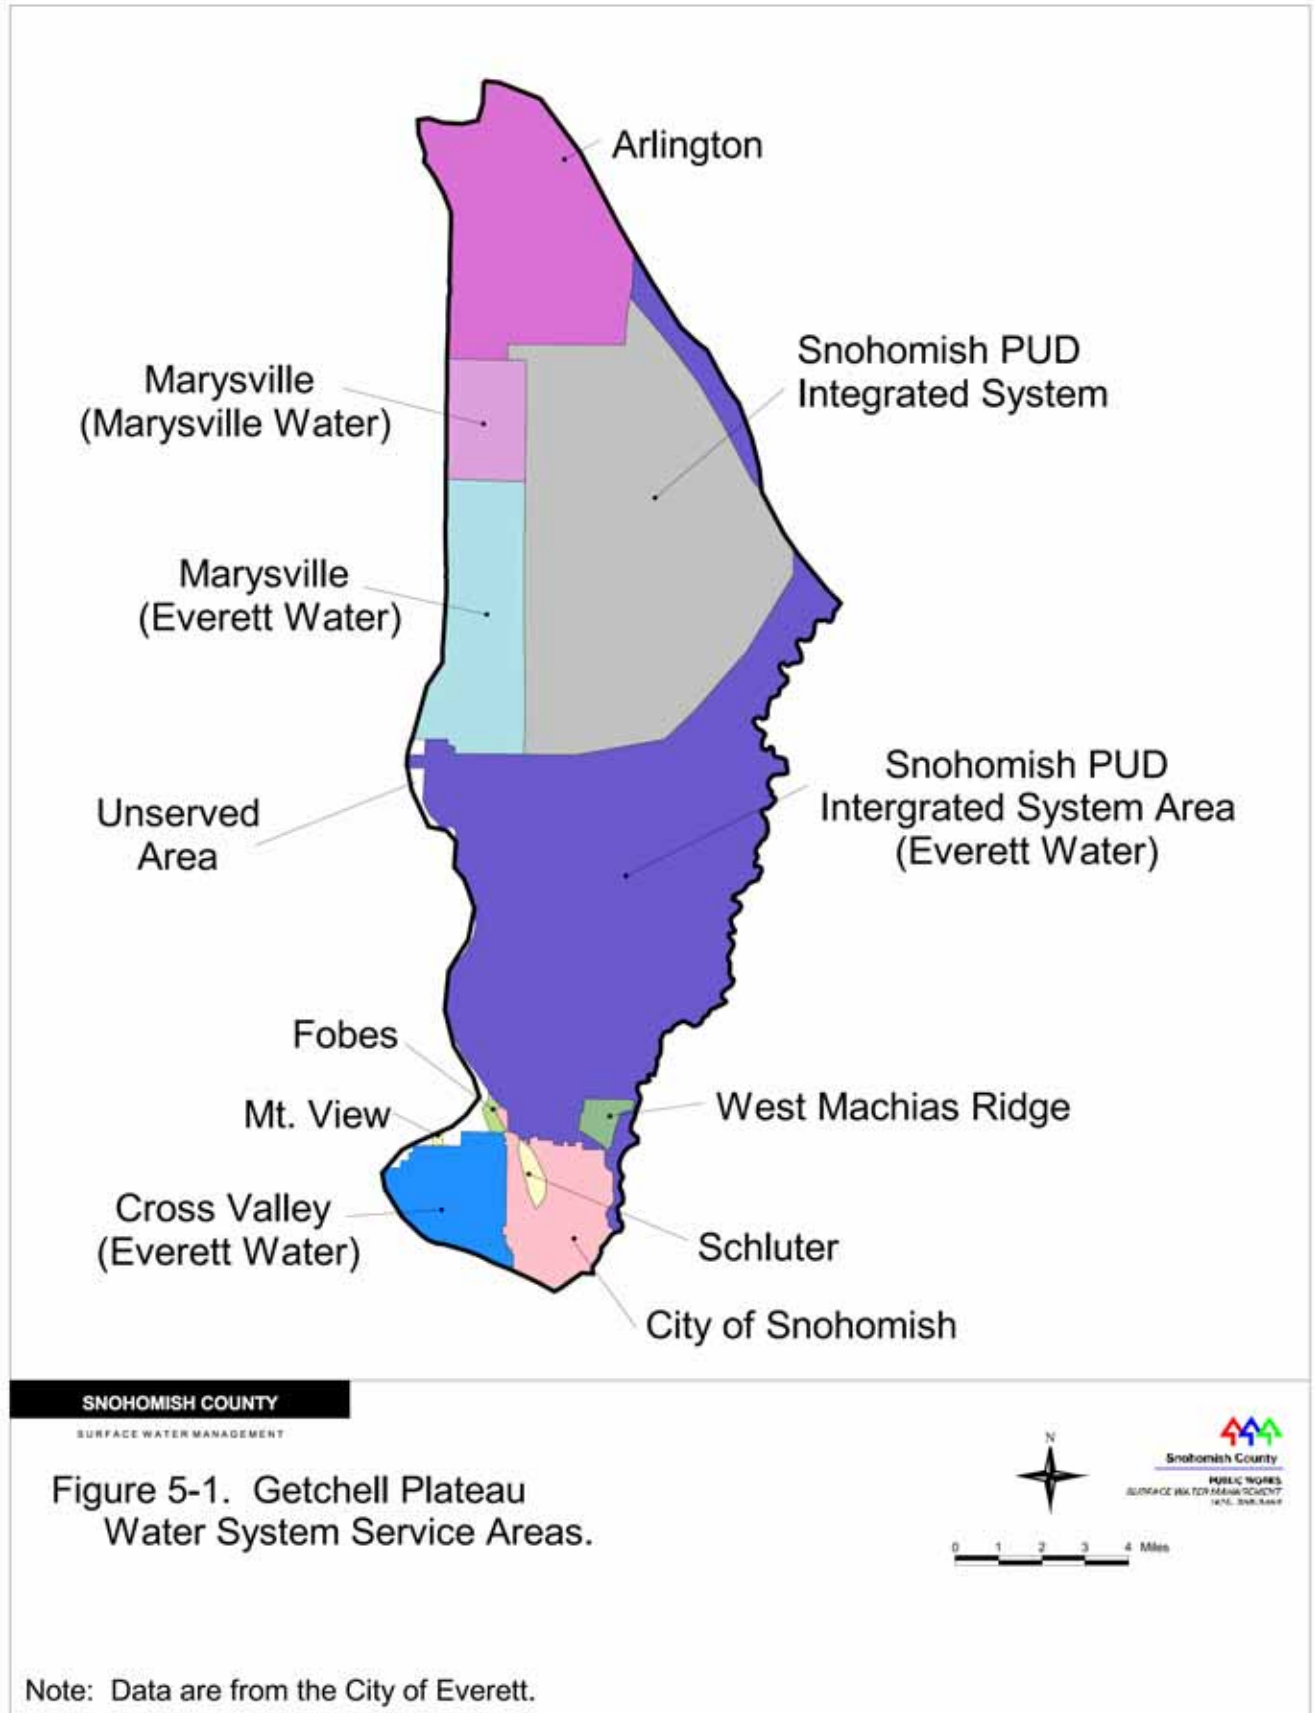 Arlington
Snohomish PUD
Integrated System
Marysville
(Marysville Water)
Marysville
(Everett Water)
Snohomish PUD
Intergrated System Area
(Everett Water)
Unserved
Area
Fobes
Mt. View
West Machias Ridge
Cross Valley
(Everett Water)
Schluter
City of Snohomish
SNOHOMISH COUNTY
SURFACE WATER MANAGEMENT
N
Snohomish County
PUBLIC WORKS
SURFACE WATER MANAGEMENT
Figure 5-1. Getchell Plateau
Water System Service Areas.
0 1 2 3 4 Miles
Note: Data are from the City of Everett.